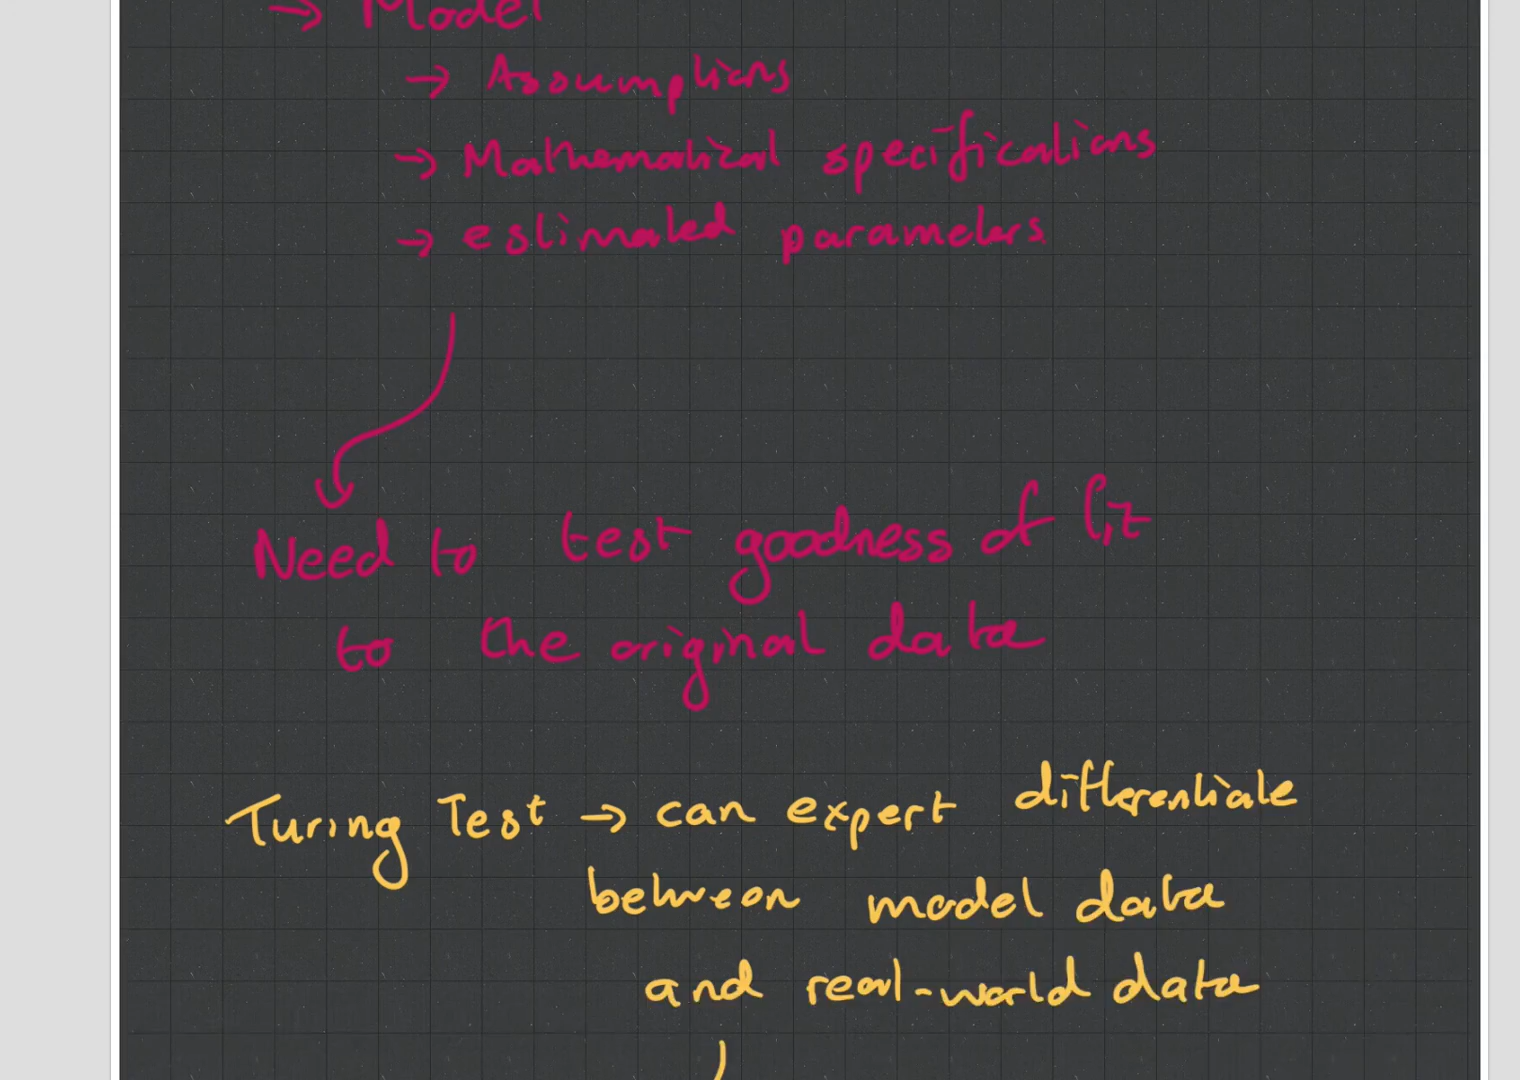 → Model
→ Assumptions
→ Mathematical specifications
→ estimated parameters
Need to test goodness of fit
to the original data
Turing Test → can expert differentiate
between model data
and real-world data